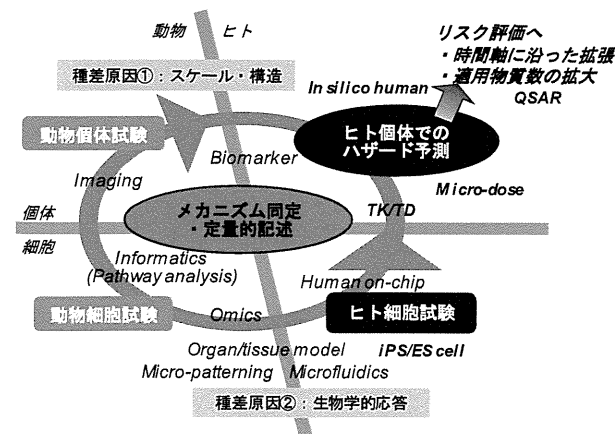 動物 ヒト
リスク評価へ
・時間軸に沿った拡張
・適用物質数の拡大
QSAR
種差原因①：スケール・構造
In silico human
動物個体試験
ヒト個体での
ハザード予測
Biomarker
Imaging
Micro-dose
個体
細胞
メカニズム同定
・定量的記述
TK/TD
Informatics
(Pathway analysis)
Human on-chip
動物細胞試験
Omics
ヒト細胞試験
Organ/tissue model
iPS/ES cell
Micro-patterning Microfluidics
種差原因②：生物学的応答